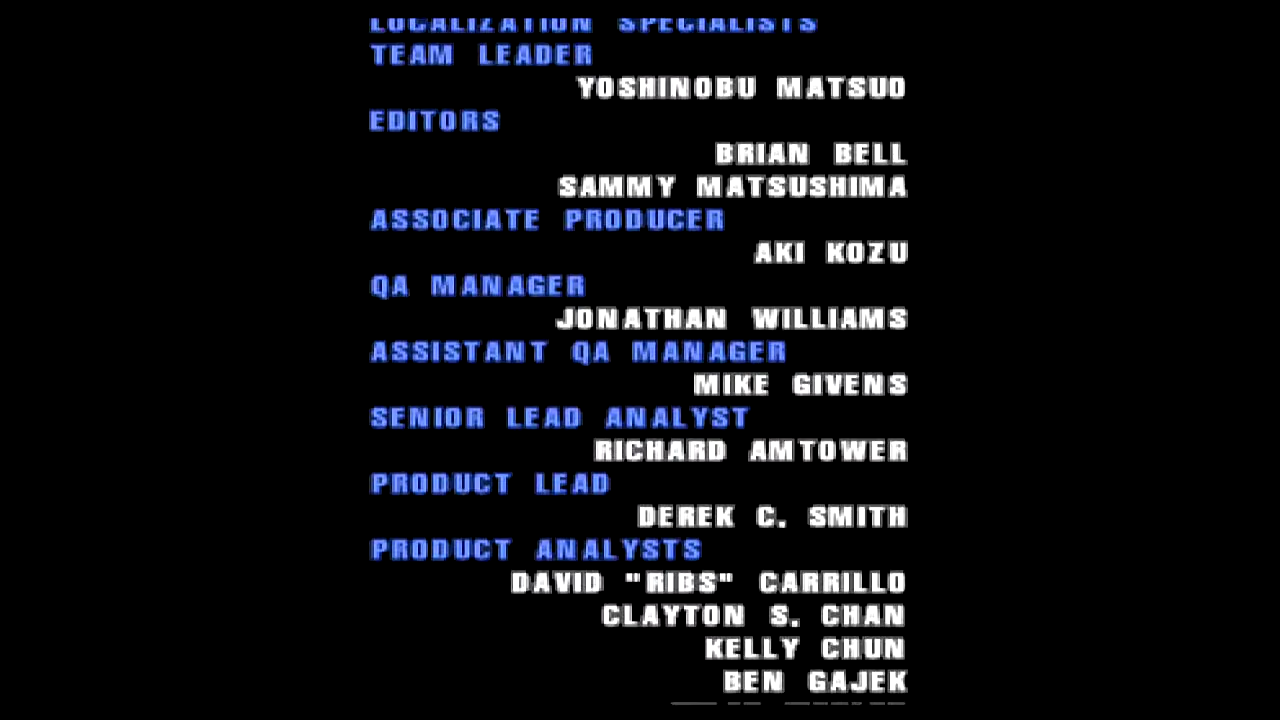 LOCALIZATION SPECIALISTS
TEAM LEADER
YOSHINOBU MATSUO
EDITORS
BRIAN BELL
SAMMY MATSUSHIMA
ASSOCIATE PRODUCER
AKI KOZU
QA MANAGER
JONATHAN WILLIAMS
ASSISTANT QA MANAGER
MIKE GIVENS
SENIOR LEAD ANALYST
RICHARD AMTOWER
PRODUCT LEAD
DEREK C. SMITH
PRODUCT ANALYSTS
DAVID "RIBS" CARRILLO
CLAYTON S. CHAN
KELLY CHUN
BEN GAJEK